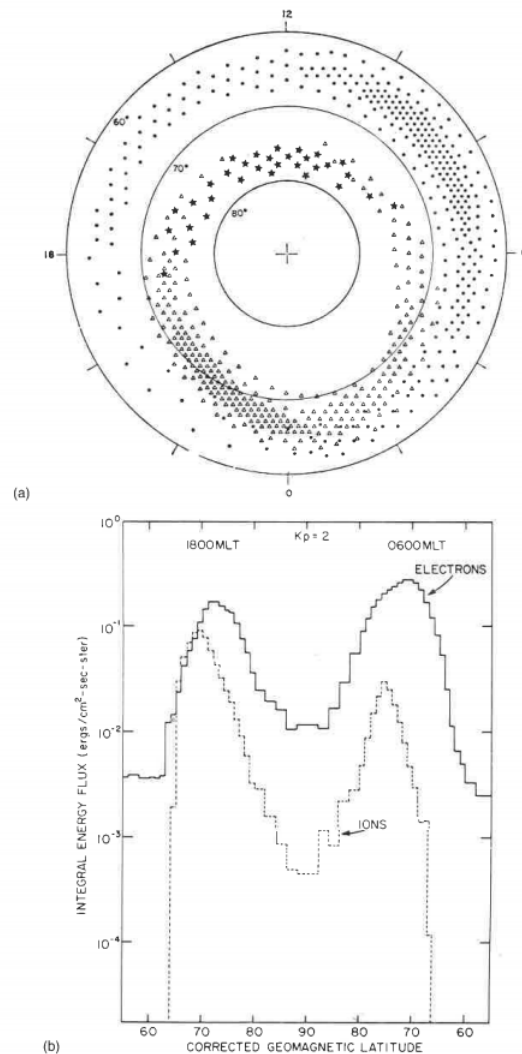 12
60°
70°
80°
18
6
0
(a)
10⁰
10⁻¹
10⁻²
10⁻³
10⁻⁴
1800MLT
Kp = 2
0600MLT
ELECTRONS
IONS
INTEGRAL ENERGY FLUX (ergs/cm²-sec-ster)
60 70 80 90 80 70 60
CORRECTED GEOMAGNETIC LATITUDE
(b)